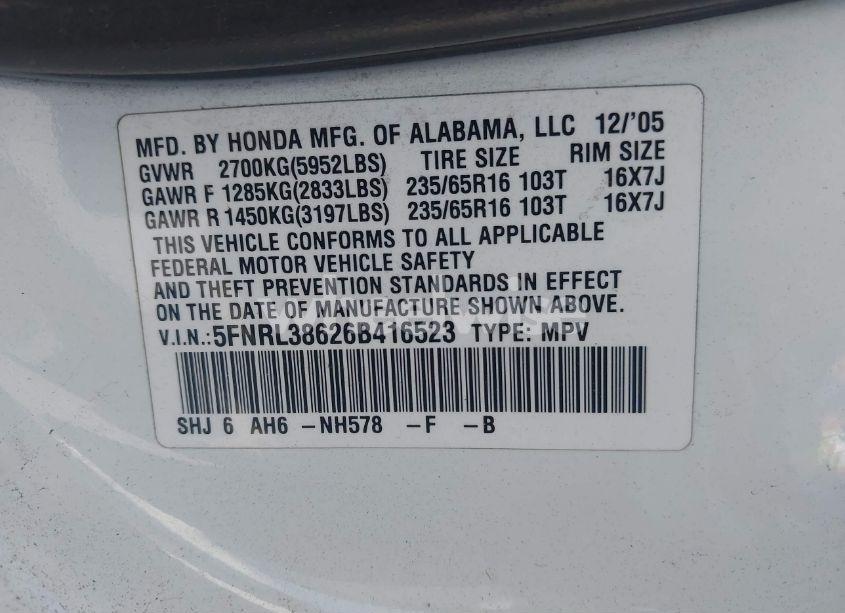 MFD. BY HONDA MFG. OF ALABAMA, LLC 12/'05
GVWR 2700KG(5952LBS) TIRE SIZE RIM SIZE
GAWR F 1285KG(2833LBS) 235/65R16 103T 16X7J
GAWR R 1450KG(3197LBS) 235/65R16 103T 16X7J
THIS VEHICLE CONFORMS TO ALL APPLICABLE
FEDERAL MOTOR VEHICLE SAFETY
AND THEFT PREVENTION STANDARDS IN EFFECT
ON THE DATE OF MANUFACTURE SHOWN ABOVE.
V.I.N.:5FNRL38626B416523 TYPE: MPV
SHJ 6 AH6 -NH578 -F -B